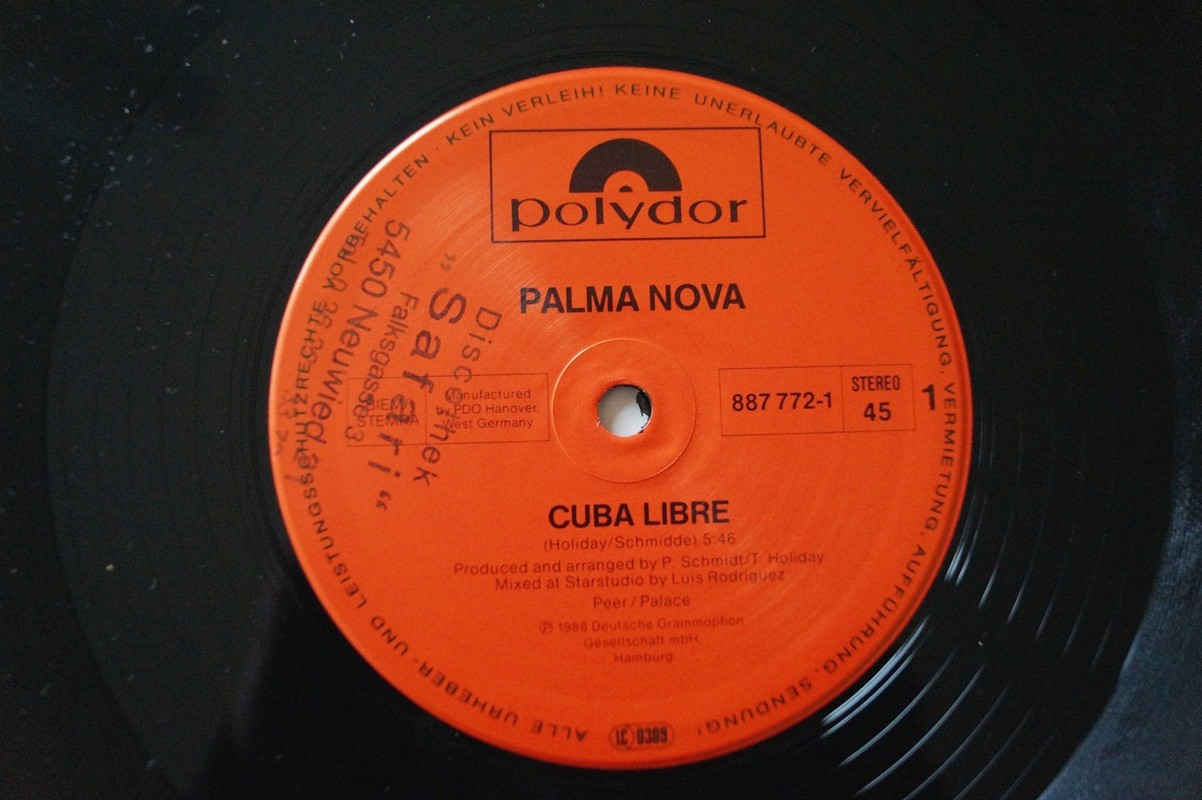 ALLE URHEBER- UND LEISTUNGSSCHUTZRECHTE VORBEHALTEN · KEIN VERLEIH! KEINE UNERLAUBTE VERVIELFÄLTIGUNG, VERMIETUNG, AUFFÜHRUNG, SENDUNG!
polydor
PALMA NOVA
Discothek
„Safari“
Falksgasse 3
5450 Neuwied
BIEM/
STEMRA
Manufactured
by PDO Hanover,
West Germany
887 772-1
STEREO
45
1
CUBA LIBRE
(Holiday/Schmidde) 5:46
Produced and arranged by P. Schmidt/T. Holiday
Mixed at Starstudio by Luis Rodriguez
Peer / Palace
Ⓟ 1988 Deutsche Grammophon
Gesellschaft mbH,
Hamburg
LC 0309